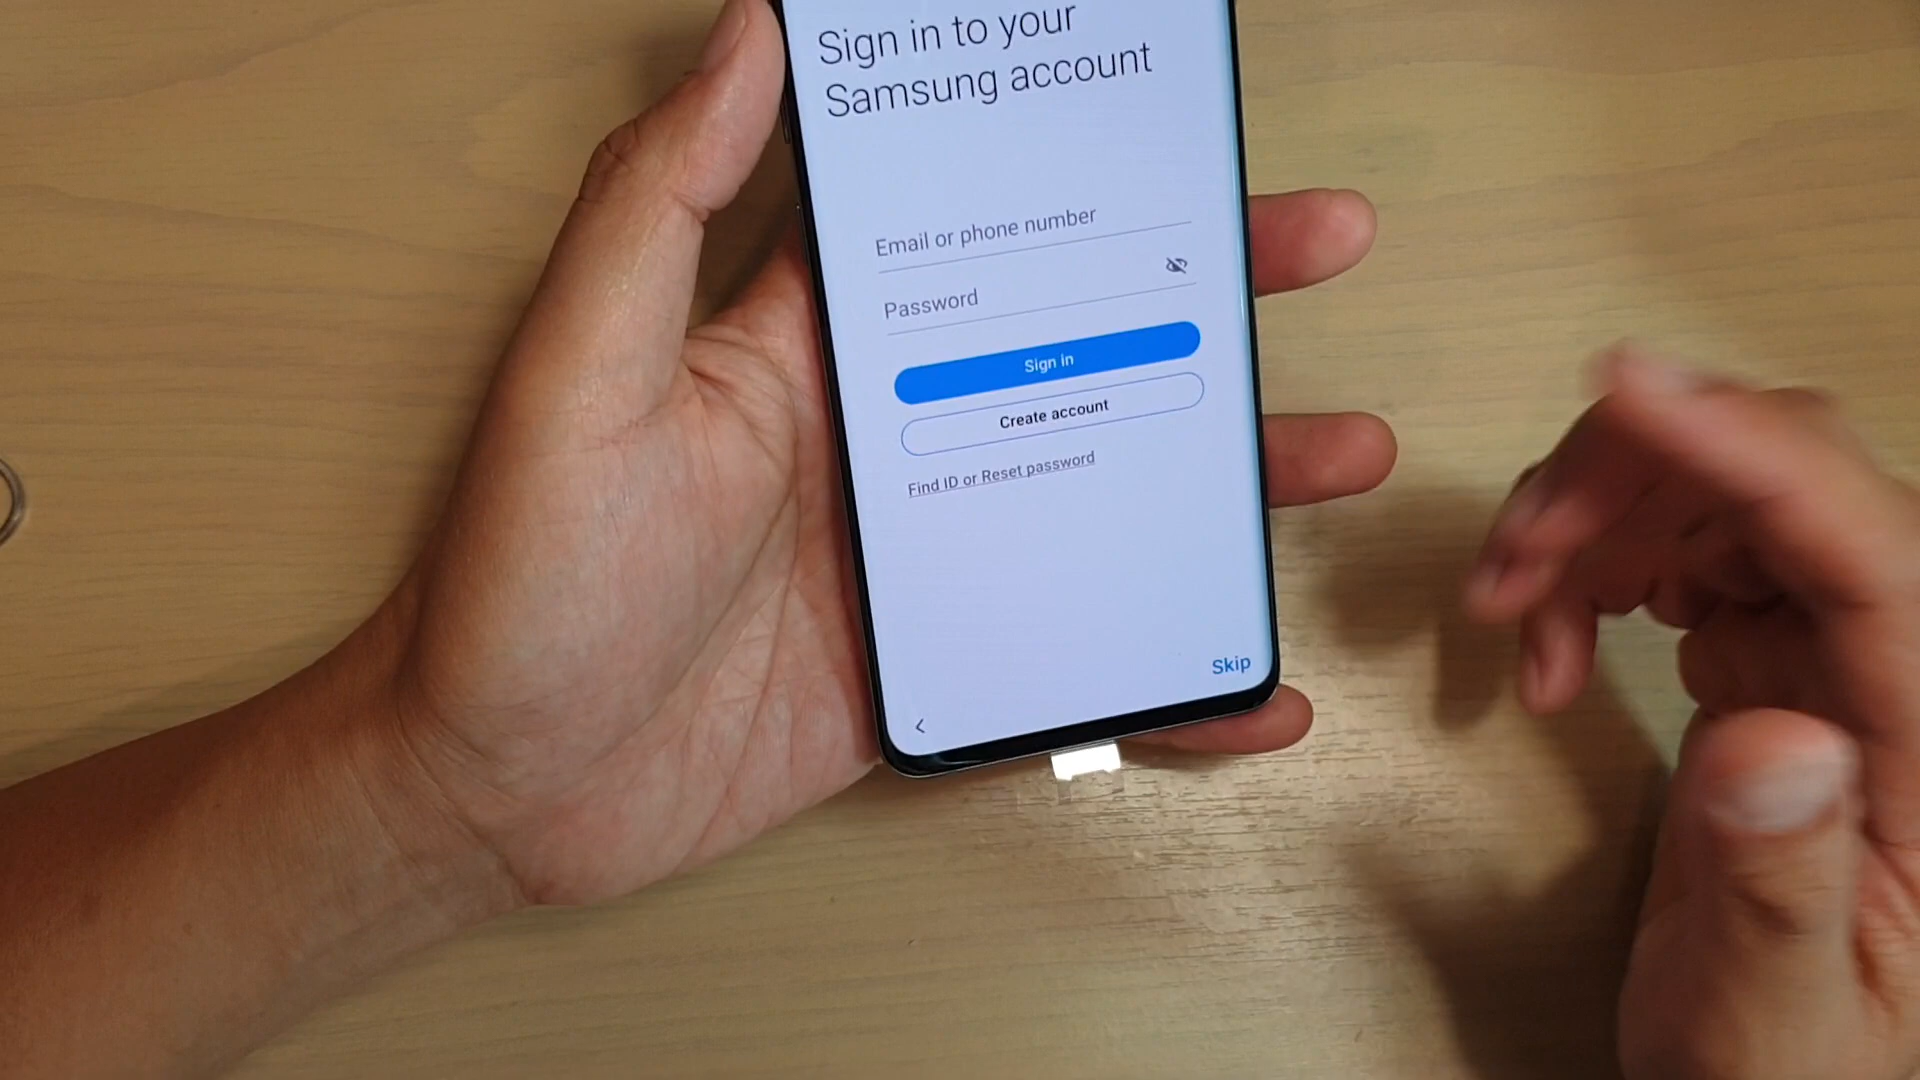 Sign in to your
Samsung account
Email or phone number
Password
Sign in
Create account
Find ID or Reset password
Skip